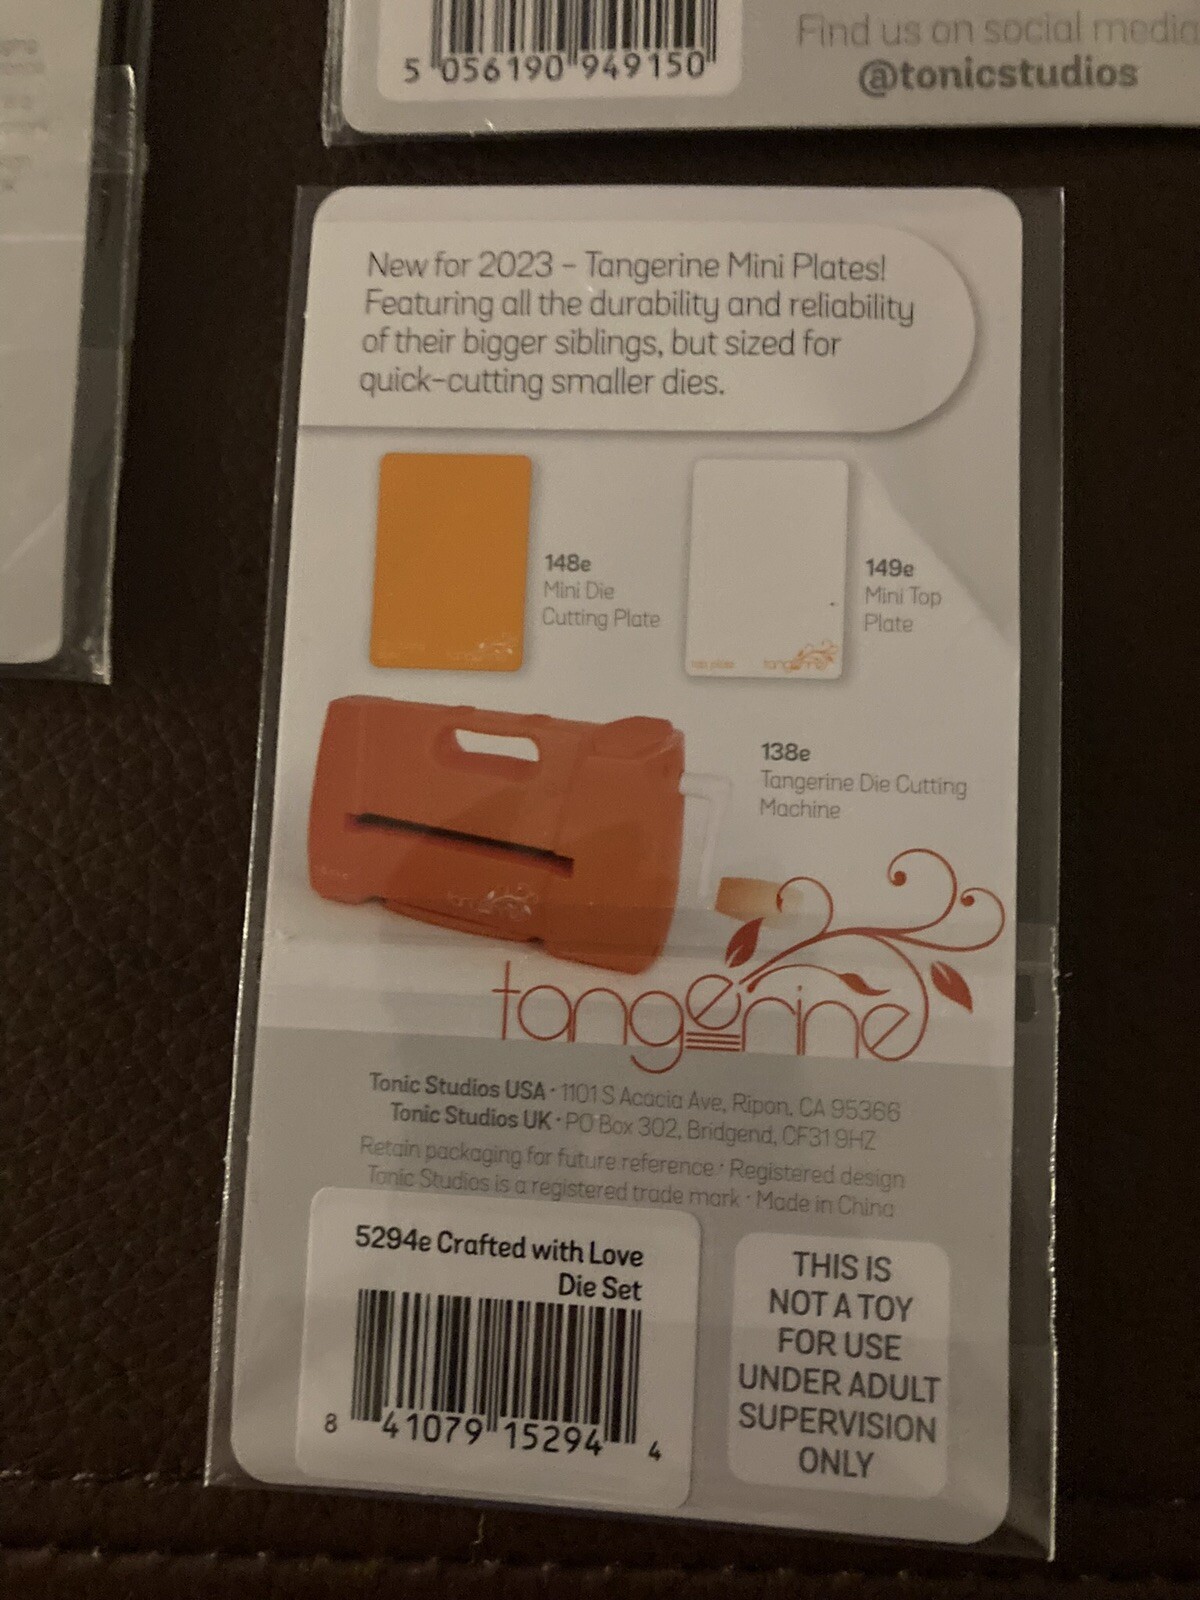 5 056190 949150
Find us on social media
@tonicstudios
New for 2023 – Tangerine Mini Plates!
Featuring all the durability and reliability
of their bigger siblings, but sized for
quick-cutting smaller dies.
148e
Mini Die
Cutting Plate
149e
Mini Top
Plate
top plate
tangerine
138e
Tangerine Die Cutting
Machine
tangerine
tangerine
Tonic Studios USA · 1101 S Acacia Ave, Ripon, CA 95366
Tonic Studios UK · PO Box 302, Bridgend, CF31 9HZ
Retain packaging for future reference · Registered design
Tonic Studios is a registered trade mark · Made in China
5294e Crafted with Love
Die Set
8 41079 15294 4
THIS IS
NOT A TOY
FOR USE
UNDER ADULT
SUPERVISION
ONLY